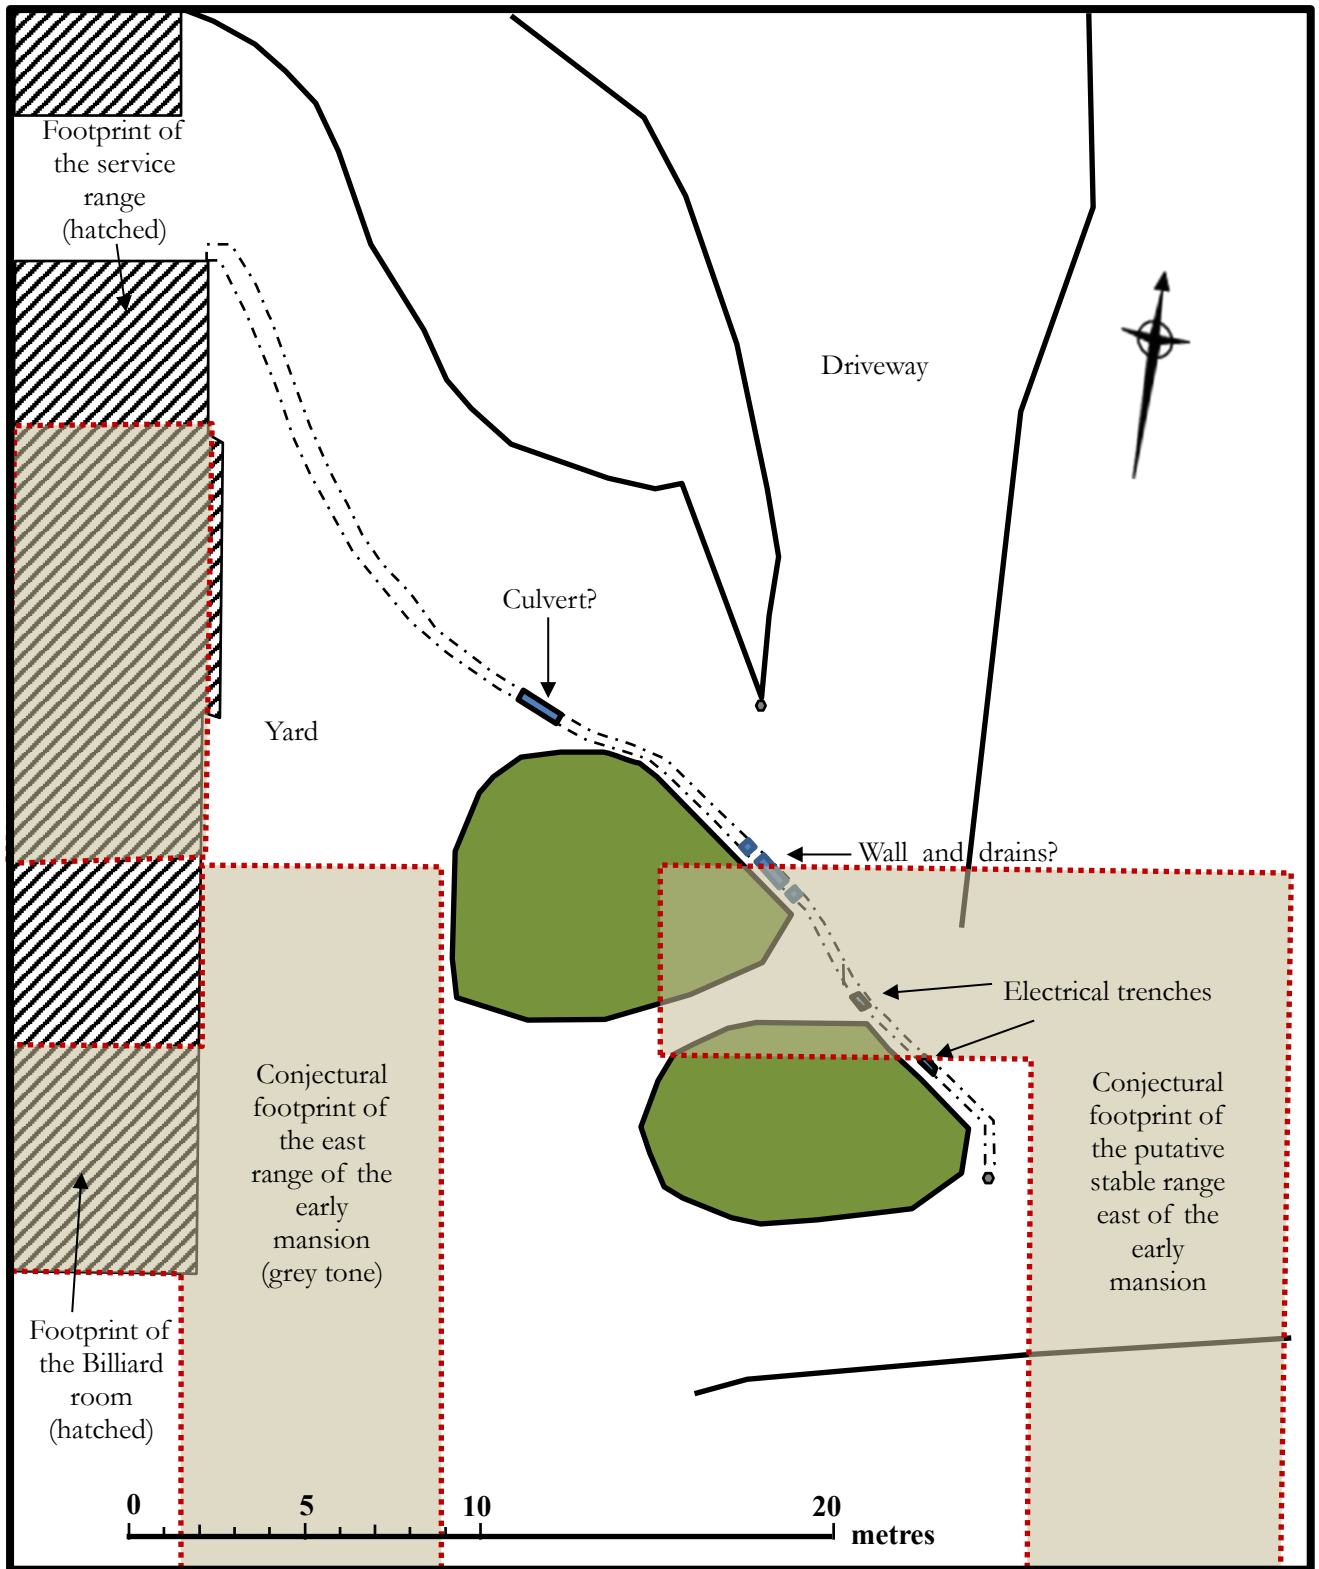 Footprint of
the service
range
(hatched)
Driveway
Culvert?
Yard
Wall and drains?
Electrical trenches
Conjectural
footprint of
the east
range of the
early
mansion
(grey tone)
Conjectural
footprint of
the putative
stable range
east of the
early
mansion
Footprint of
the Billiard
room
(hatched)
0 5 10 20
metres